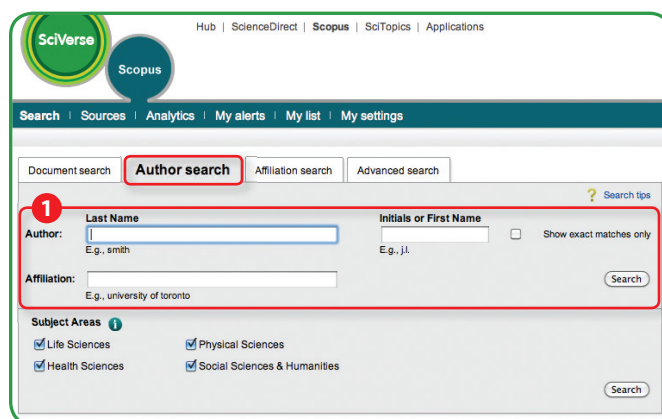 Hub | ScienceDirect | Scopus | SciTopics | Applications
SciVerse
Scopus
Search | Sources | Analytics | My alerts | My list | My settings
Document search Author search Affiliation search Advanced search
? Search tips
1
Last Name Initials or First Name
Author: Show exact matches only
E.g., smith E.g., j.l.
Affiliation: Search
E.g., university of toronto
Subject Areas i
Life Sciences Physical Sciences
Health Sciences Social Sciences & Humanities
Search